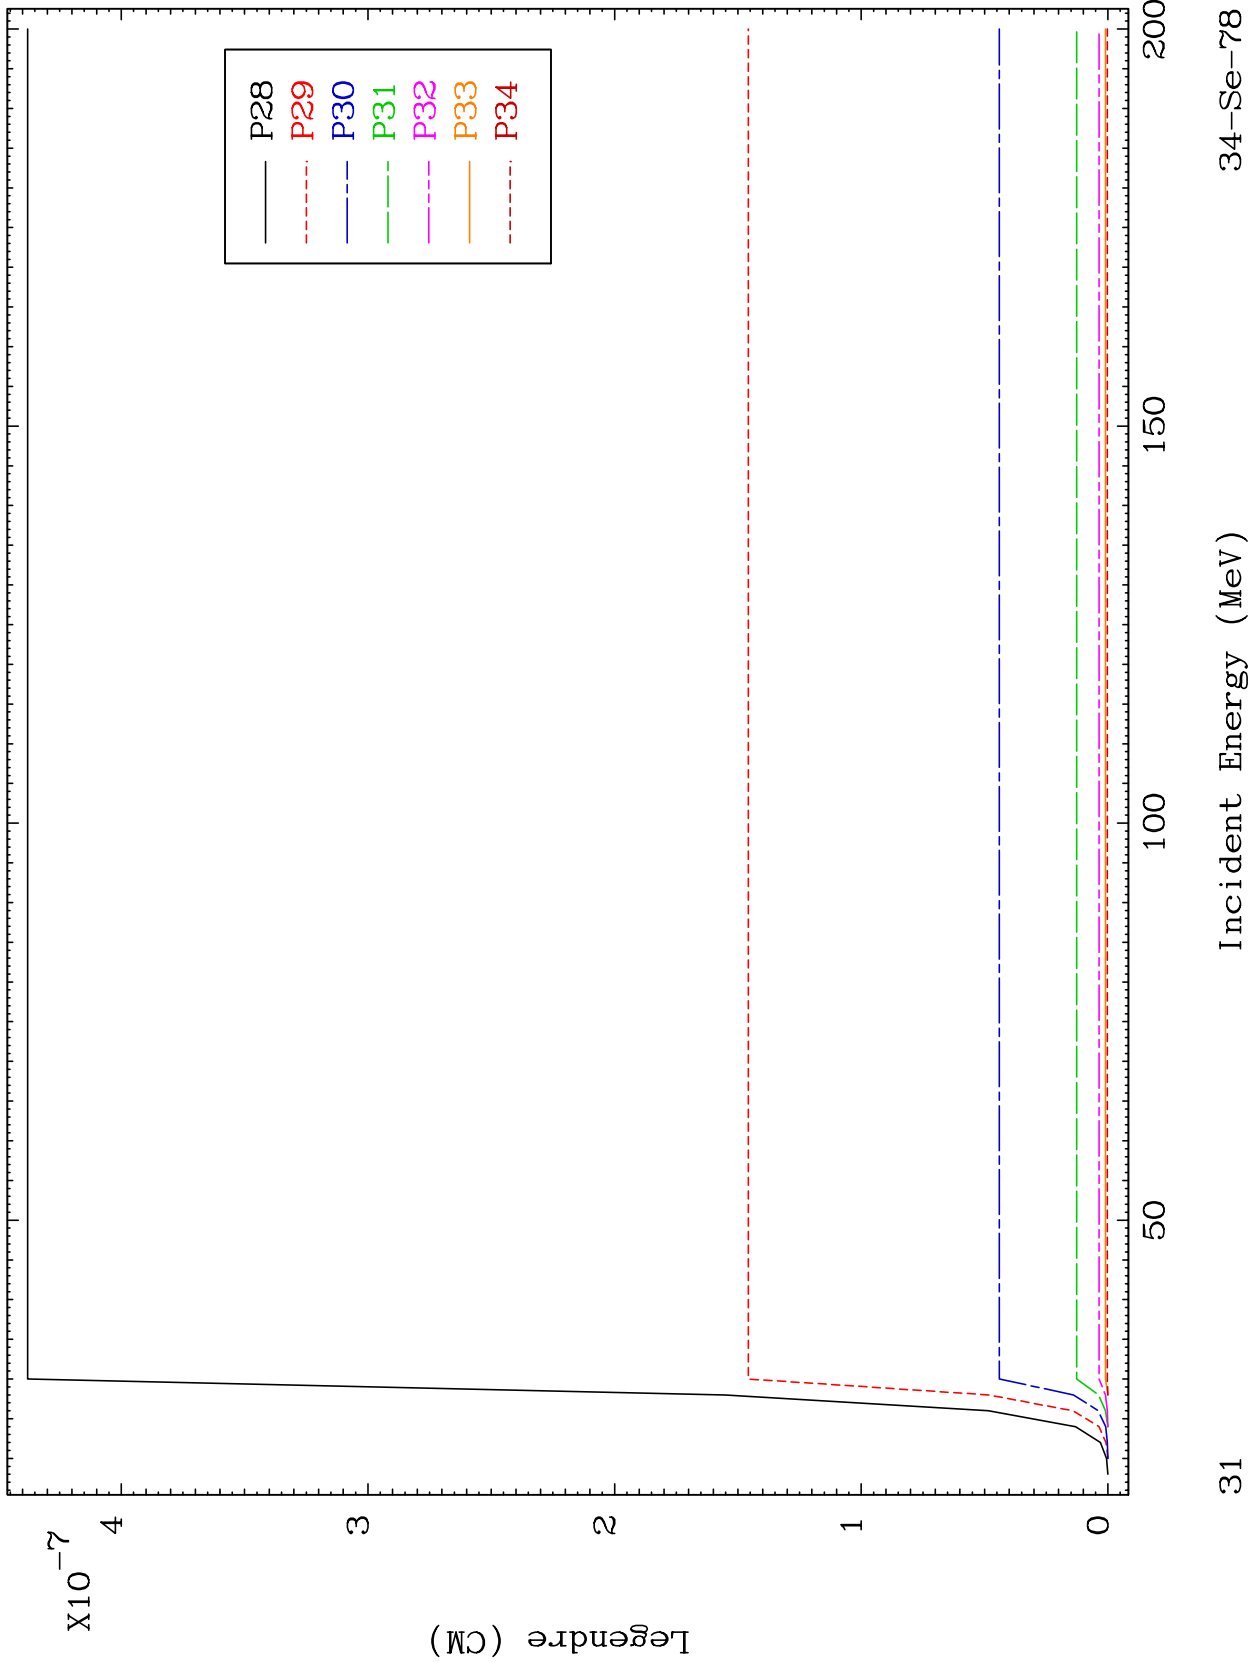 X10⁻⁷
Legendre (CM)
4
3
2
1
0
P28
P29
P30
P31
P32
P33
P34
50
100
150
200
Incident Energy (MeV)
31
34-Se-78